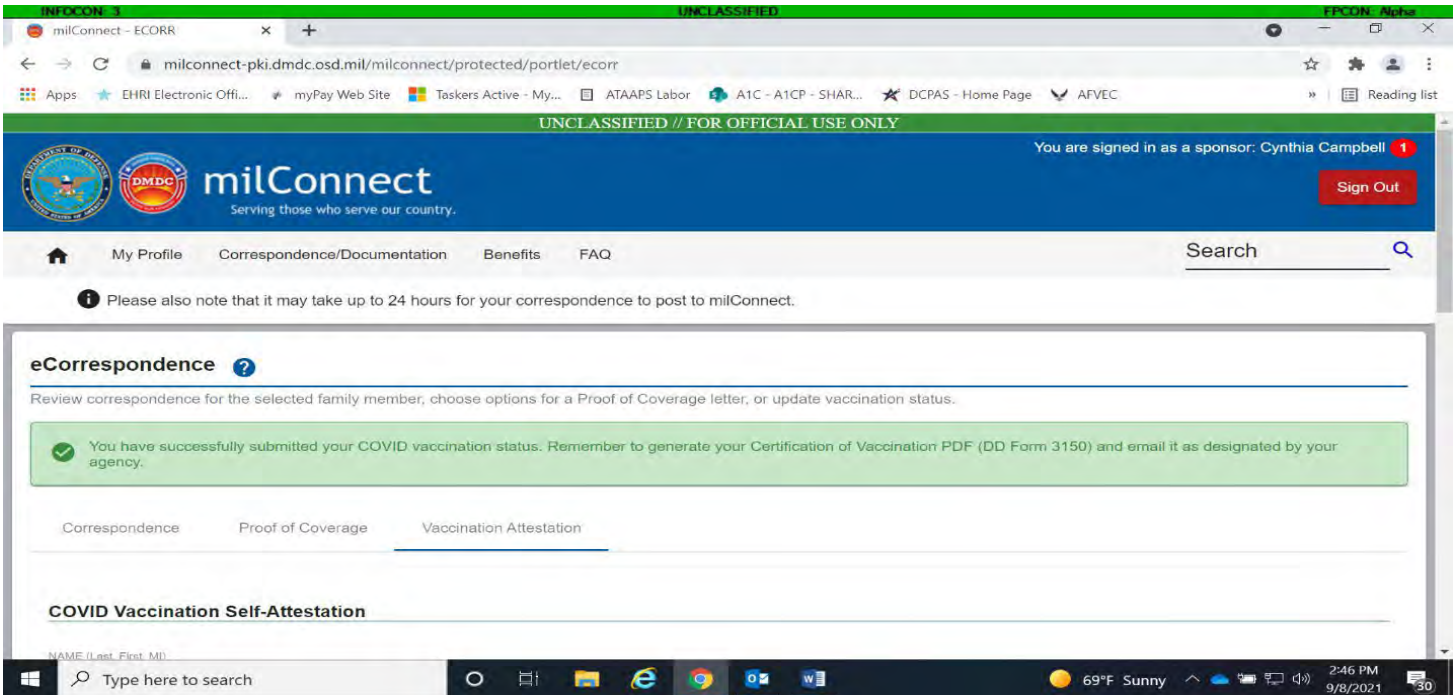 INFOCON: 3 UNCLASSIFIED FPCON: Alpha
milConnect - ECORR
milconnect-pki.dmdc.osd.mil/milconnect/protected/portlet/ecorr
Apps EHRI Electronic Offi... myPay Web Site Taskers Active - My... ATAAPS Labor A1C - A1CP - SHAR... DCPAS - Home Page AFVEC » Reading list
UNCLASSIFIED // FOR OFFICIAL USE ONLY
You are signed in as a sponsor: Cynthia Campbell 1
DMDC
milConnect
Serving those who serve our country.
Sign Out
My Profile Correspondence/Documentation Benefits FAQ Search
Please also note that it may take up to 24 hours for your correspondence to post to milConnect.
eCorrespondence ?
Review correspondence for the selected family member, choose options for a Proof of Coverage letter, or update vaccination status.
You have successfully submitted your COVID vaccination status. Remember to generate your Certification of Vaccination PDF (DD Form 3150) and email it as designated by your
agency.
Correspondence Proof of Coverage Vaccination Attestation
COVID Vaccination Self-Attestation
NAME (Last, First, MI)
Type here to search 69°F Sunny 2:46 PM
9/8/2021 30